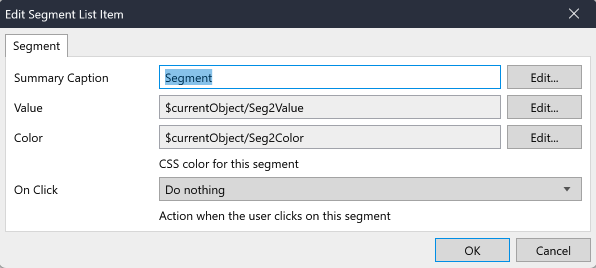 Edit Segment List Item
Segment
Summary Caption Segment Edit...
Value $currentObject/Seg2Value Edit...
Color $currentObject/Seg2Color Edit...
CSS color for this segment
On Click Do nothing
Action when the user clicks on this segment
OK Cancel